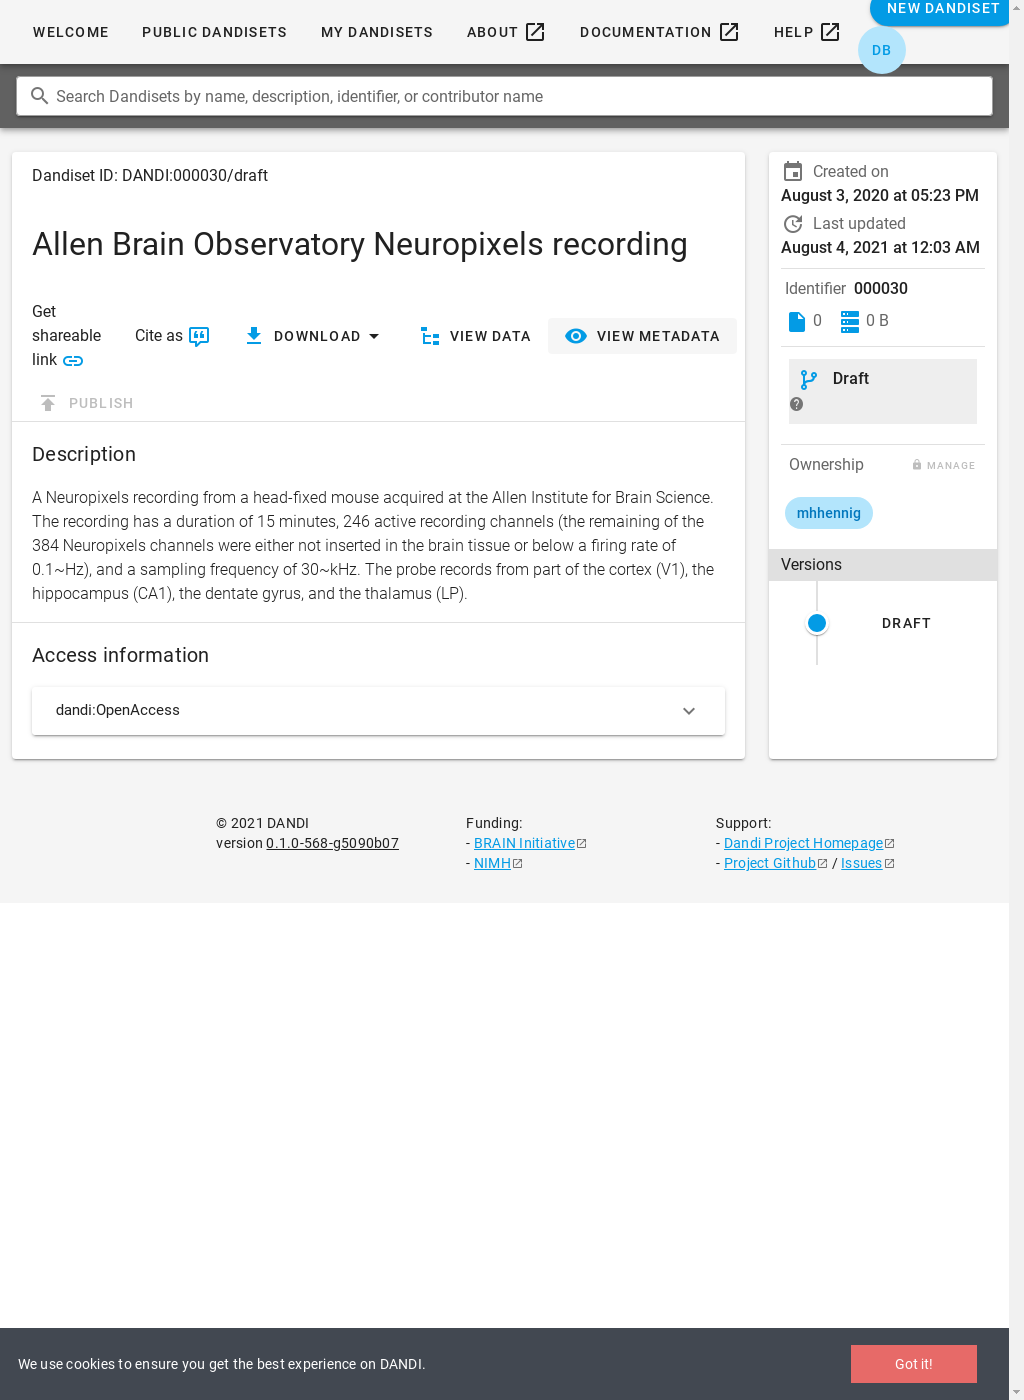 WELCOME
PUBLIC DANDISETS
MY DANDISETS
ABOUT
DOCUMENTATION
HELP
NEW DANDISET
DB
Search Dandisets by name, description, identifier, or contributor name
Dandiset ID: DANDI:000030/draft
Allen Brain Observatory Neuropixels recording
Get
shareable
link
Cite as
DOWNLOAD
VIEW DATA
VIEW METADATA
PUBLISH
Description
A Neuropixels recording from a head-fixed mouse acquired at the Allen Institute for Brain Science.
The recording has a duration of 15 minutes, 246 active recording channels (the remaining of the
384 Neuropixels channels were either not inserted in the brain tissue or below a firing rate of
0.1~Hz), and a sampling frequency of 30~kHz. The probe records from part of the cortex (V1), the
hippocampus (CA1), the dentate gyrus, and the thalamus (LP).
Access information
dandi:OpenAccess
Created on
August 3, 2020 at 05:23 PM
Last updated
August 4, 2021 at 12:03 AM
Identifier 000030
0
0 B
Draft
Ownership
MANAGE
mhhennig
Versions
DRAFT
© 2021 DANDI
version 0.1.0-568-g5090b07
Funding:
- BRAIN Initiative
- NIMH
Support:
- Dandi Project Homepage
- Project Github / Issues
We use cookies to ensure you get the best experience on DANDI.
Got it!